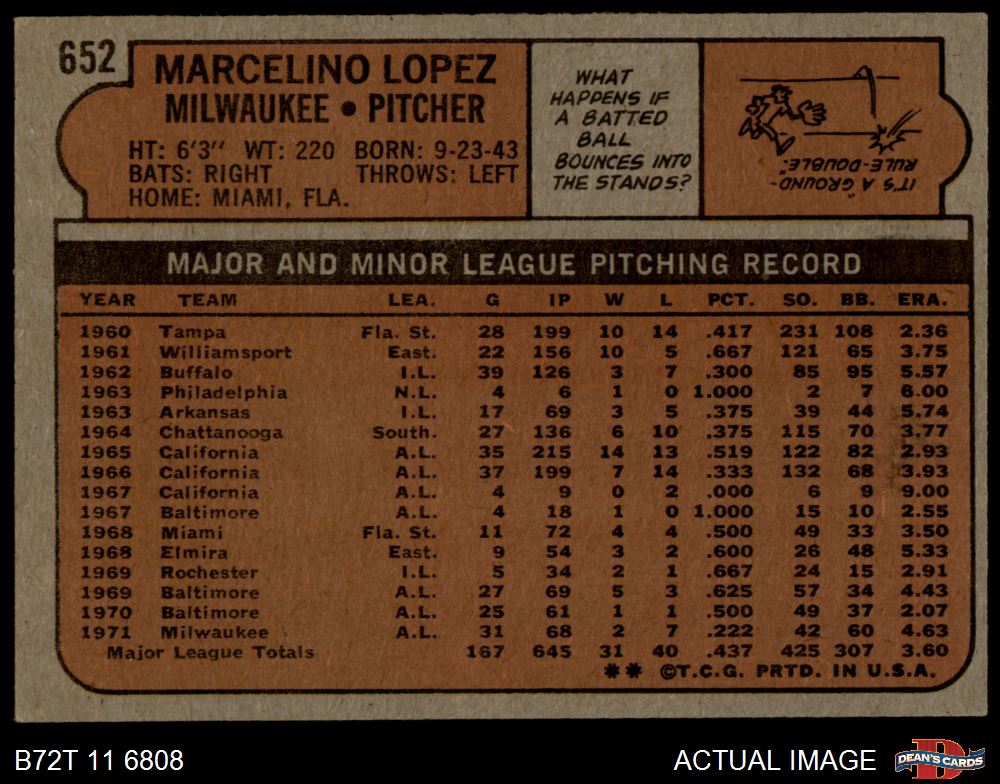 652
MARCELINO LOPEZ
MILWAUKEE • PITCHER
HT: 6'3" WT: 220 BORN: 9-23-43
BATS: RIGHT THROWS: LEFT
HOME: MIAMI, FLA.
WHAT
HAPPENS IF
A BATTED
BALL
BOUNCES INTO
THE STANDS?
IT'S A GROUND-
RULE-DOUBLE.
MAJOR AND MINOR LEAGUE PITCHING RECORD
YEAR TEAM LEA. G IP W L PCT. SO. BB. ERA.
1960 Tampa Fla. St. 28 199 10 14 .417 231 108 2.36
1961 Williamsport East. 22 156 10 5 .667 121 65 3.75
1962 Buffalo I.L. 39 126 3 7 .300 85 95 5.57
1963 Philadelphia N.L. 4 6 1 0 1.000 2 7 6.00
1963 Arkansas I.L. 17 69 3 5 .375 39 44 5.74
1964 Chattanooga South. 27 136 6 10 .375 115 70 3.77
1965 California A.L. 35 215 14 13 .519 122 82 2.93
1966 California A.L. 37 199 7 14 .333 132 68 3.93
1967 California A.L. 4 9 0 2 .000 6 9 9.00
1967 Baltimore A.L. 4 18 1 0 1.000 15 10 2.55
1968 Miami Fla. St. 11 72 4 4 .500 49 33 3.50
1968 Elmira East. 9 54 3 2 .600 26 48 5.33
1969 Rochester I.L. 5 34 2 1 .667 24 15 2.91
1969 Baltimore A.L. 27 69 5 3 .625 57 34 4.43
1970 Baltimore A.L. 25 61 1 1 .500 49 37 2.07
1971 Milwaukee A.L. 31 68 2 7 .222 42 60 4.63
Major League Totals 167 645 31 40 .437 425 307 3.60
** ©T.C.G. PRTD. IN U.S.A.
B72T 11 6808
ACTUAL IMAGE
DEAN'S CARDS